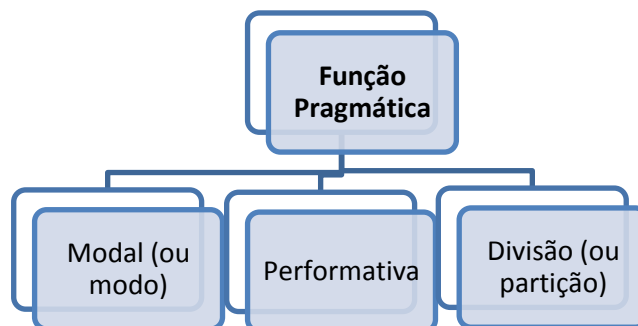 Função
Pragmática
Modal (ou
modo)
Performativa
Divisão (ou
partição)